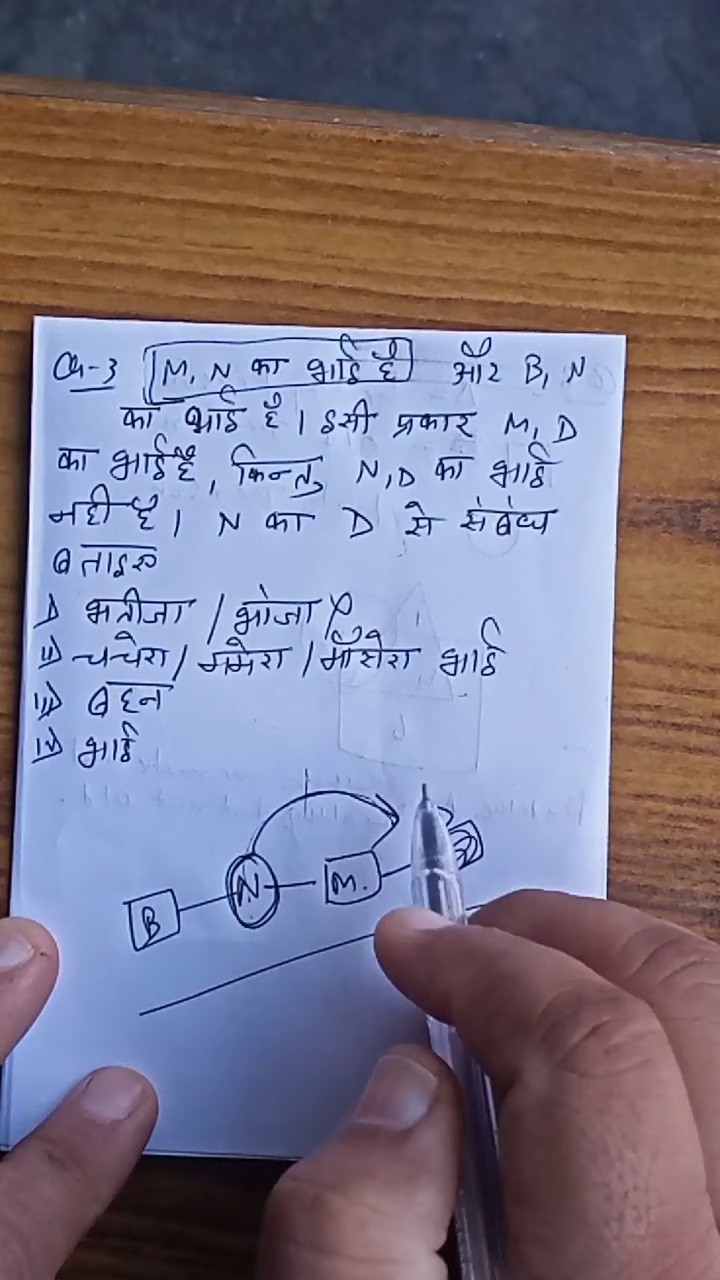 Q-3 M, N का भाई है और B, N
का भाई है। इसी प्रकार M, D
का भाई है, किन्तु N, D का भाई
नही है। N का D से संबंध
बताइए
i> भतीजा / भांजा
ii> चचेरा / ममेरा / मौसेरा भाई
iii> बहन
iv> भाई
B N M.